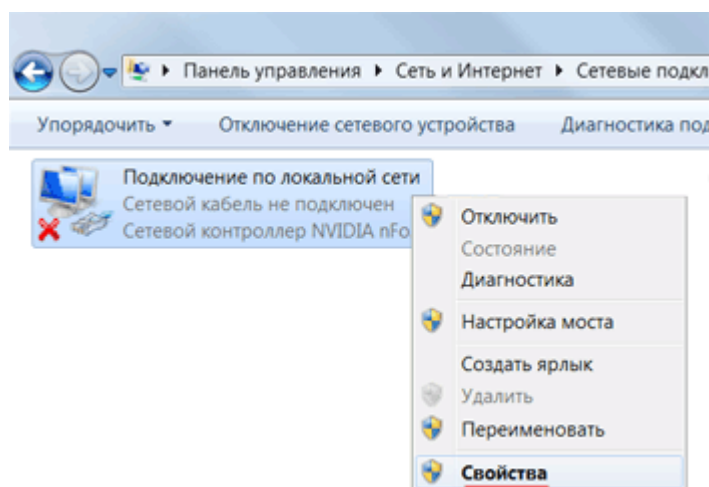 Панель управления ▸ Сеть и Интернет ▸ Сетевые подкл
Упорядочить ▾ Отключение сетевого устройства Диагностика под
Подключение по локальной сети
Сетевой кабель не подключен
Сетевой контроллер NVIDIA nFo
Отключить
Состояние
Диагностика
Настройка моста
Создать ярлык
Удалить
Переименовать
Свойства